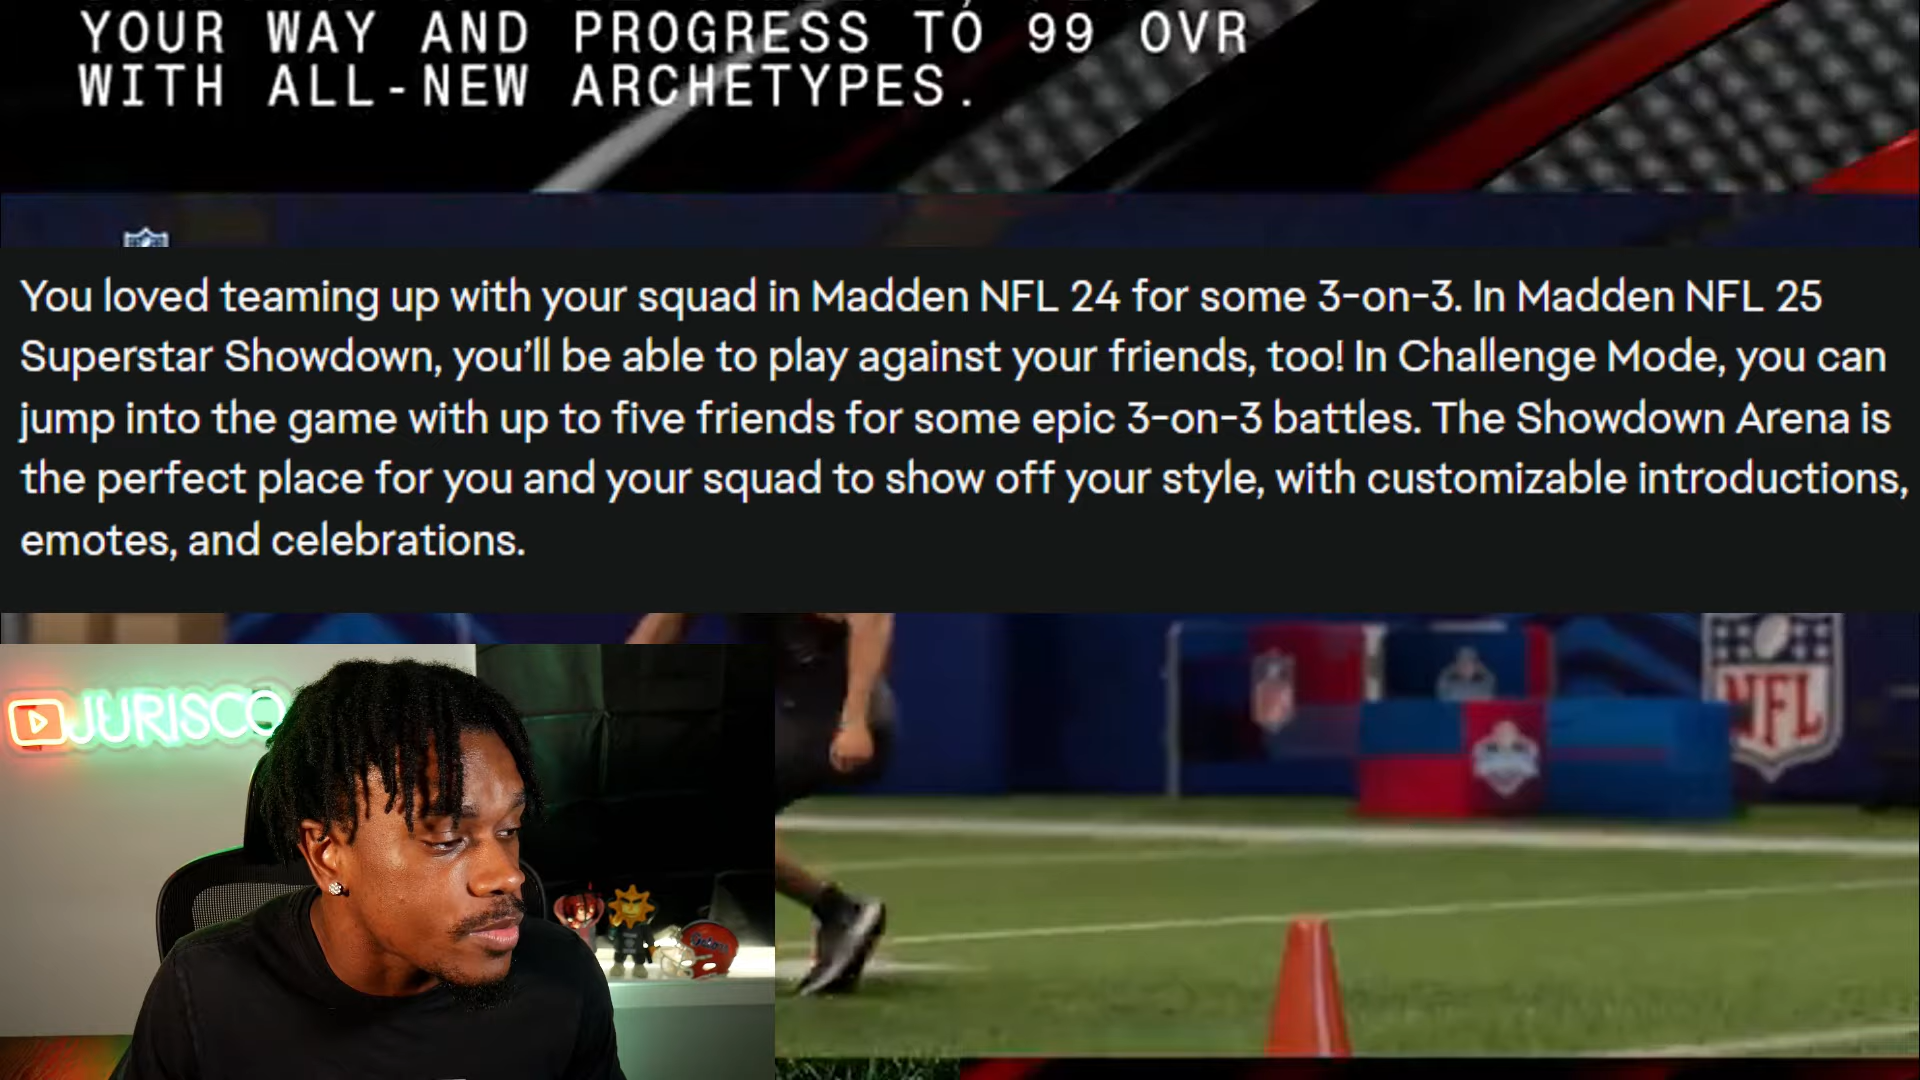 YOUR WAY AND PROGRESS TO 99 OVR
WITH ALL-NEW ARCHETYPES.
You loved teaming up with your squad in Madden NFL 24 for some 3-on-3. In Madden NFL 25
Superstar Showdown, you’ll be able to play against your friends, too! In Challenge Mode, you can
jump into the game with up to five friends for some epic 3-on-3 battles. The Showdown Arena is
the perfect place for you and your squad to show off your style, with customizable introductions,
emotes, and celebrations.
JURISCO
NFL
Gators